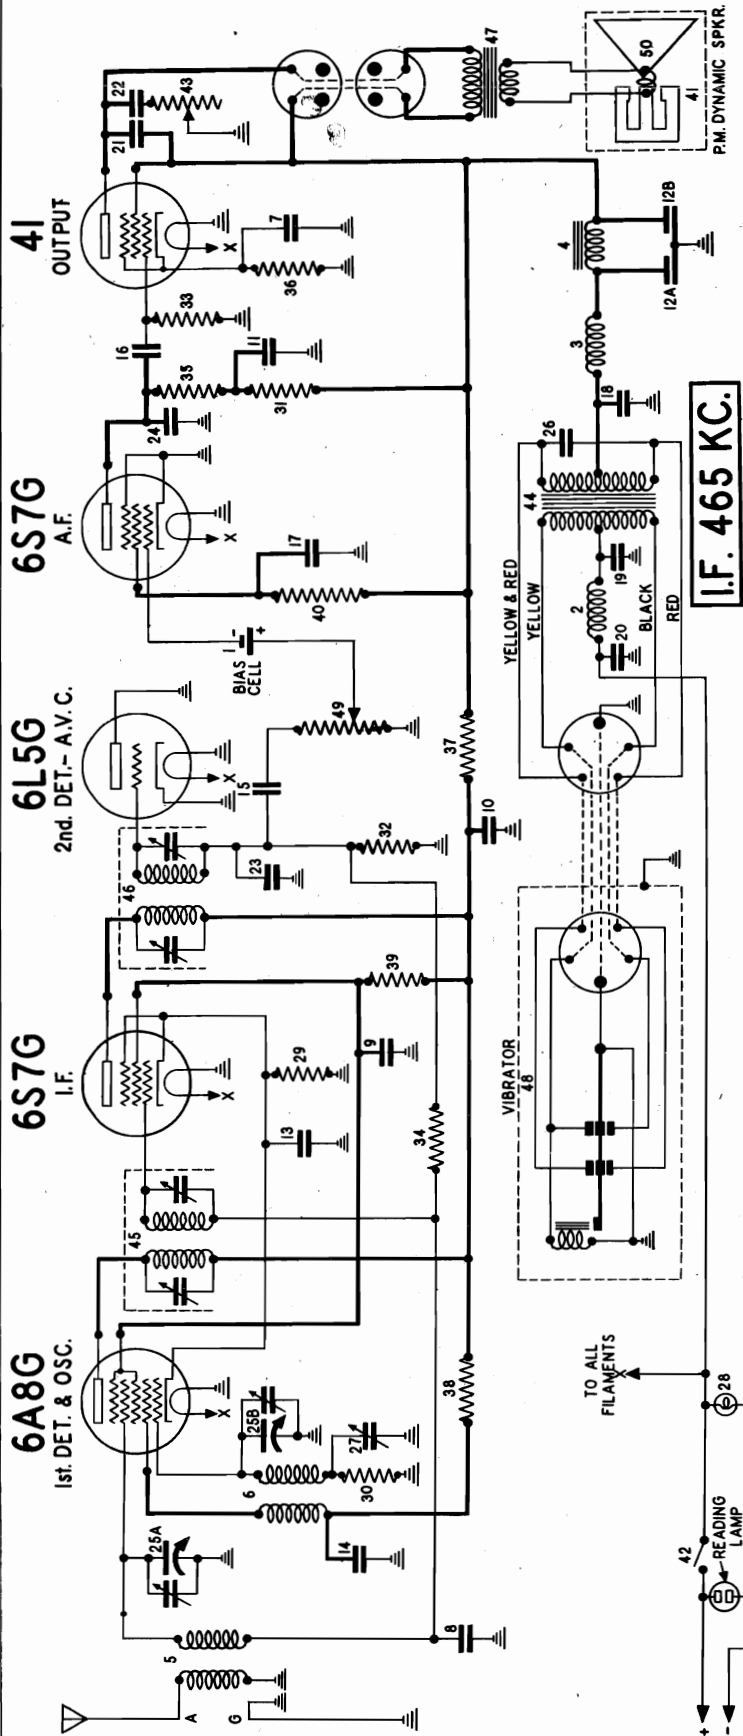 6A8G
1st. DET. & OSC.
6S7G
I.F.
6L5G
2nd. DET.- A.V.C.
6S7G
A.F.
41
OUTPUT
A
G
5
25A
8
14
6
25B
27
30
X
38
45
13
29
X
34
9
39
46
23
32
X
15
10
37
49
1
-
+
BIAS
CELL
40
17
X
24
35
31
11
16
33
36
7
X
21
22
43
47
50
41
P.M. DYNAMIC SPKR.
4
3
12A
12B
18
26
44
19
2
20
YELLOW & RED
YELLOW
BLACK
RED
VIBRATOR
48
I.F. 465 KC.
TO ALL
FILAMENTS
X
28
42
READING
LAMP
+
-